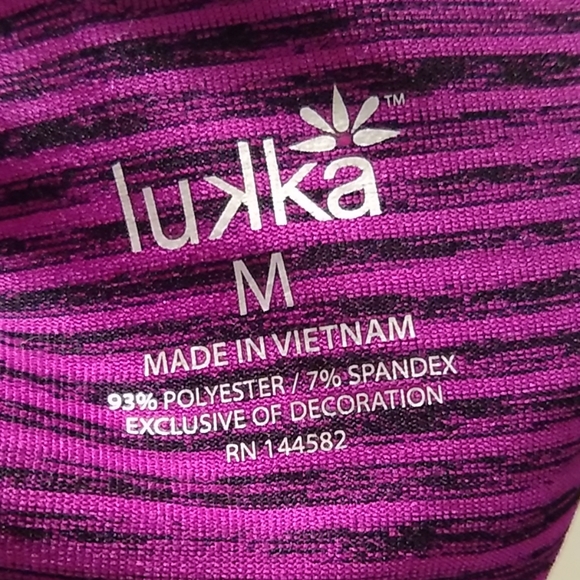 lukka™
M
MADE IN VIETNAM
93% POLYESTER / 7% SPANDEX
EXCLUSIVE OF DECORATION
RN 144582